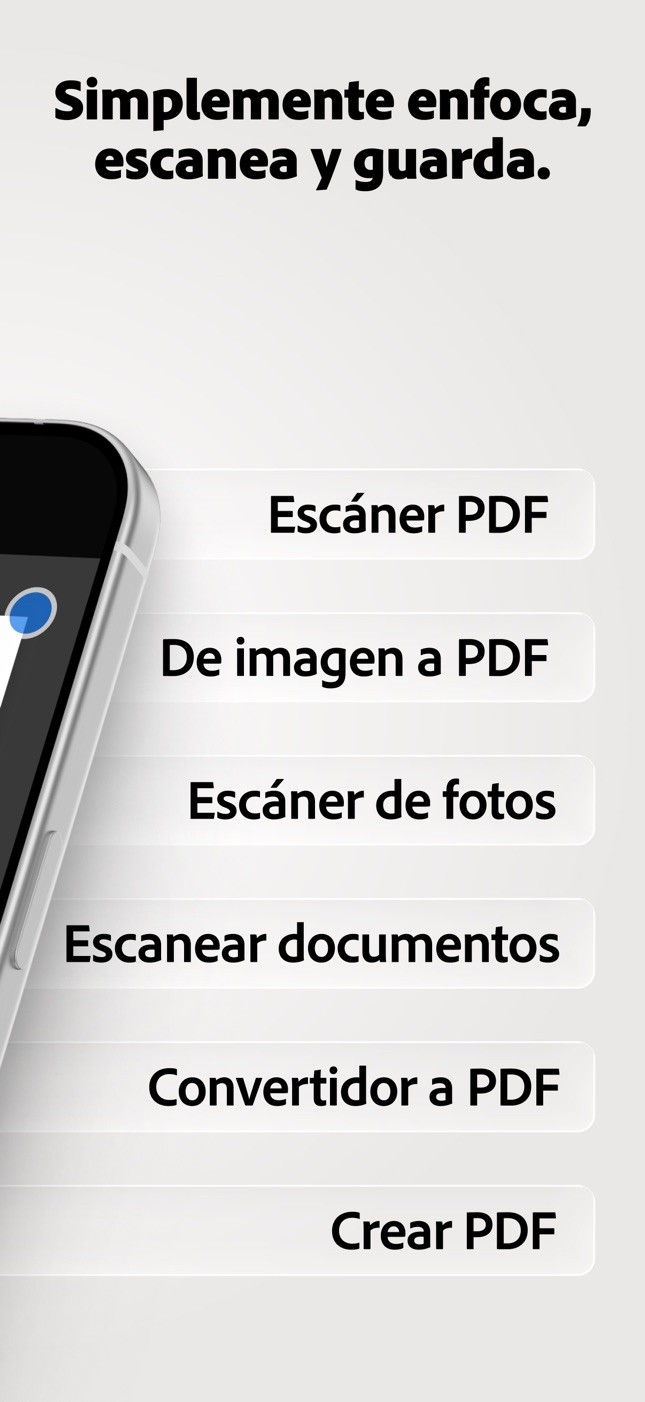 Simplemente enfoca,
escanea y guarda.
Escáner PDF
De imagen a PDF
Escáner de fotos
Escanear documentos
Convertidor a PDF
Crear PDF